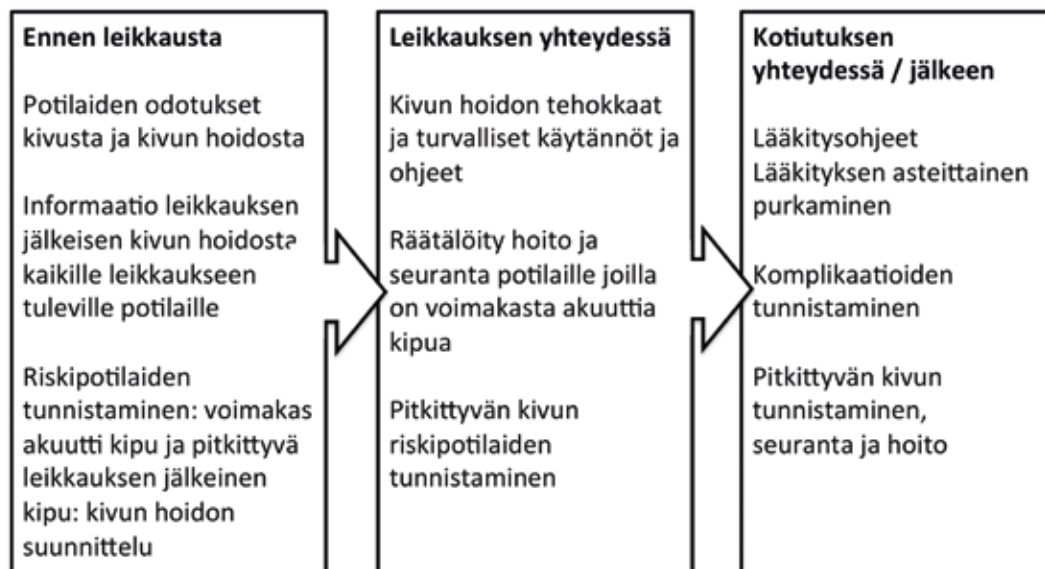 Ennen leikkausta
Potilaiden odotukset
kivusta ja kivun hoidosta
Informaatio leikkauksen
jälkeisen kivun hoidosta
kaikille leikkaukseen
tuleville potilaille
Riskipotilaiden
tunnistaminen: voimakas
akuutti kipu ja pitkittyvä
leikkauksen jälkeinen
kipu: kivun hoidon
suunnittelu
Leikkauksen yhteydessä
Kivun hoidon tehokkaat
ja turvalliset käytännöt ja
ohjeet
Räätälöity hoito ja
seuranta potilaille joilla
on voimakasta akuuttia
kipua
Pitkittyvän kivun
riskipotilaiden
tunnistaminen
Kotiutuksen
yhteydessä / jälkeen
Lääkitysohjeet
Lääkityksen asteittainen
purkaminen
Komplikaatioiden
tunnistaminen
Pitkittyvän kivun
tunnistaminen,
seuranta ja hoito